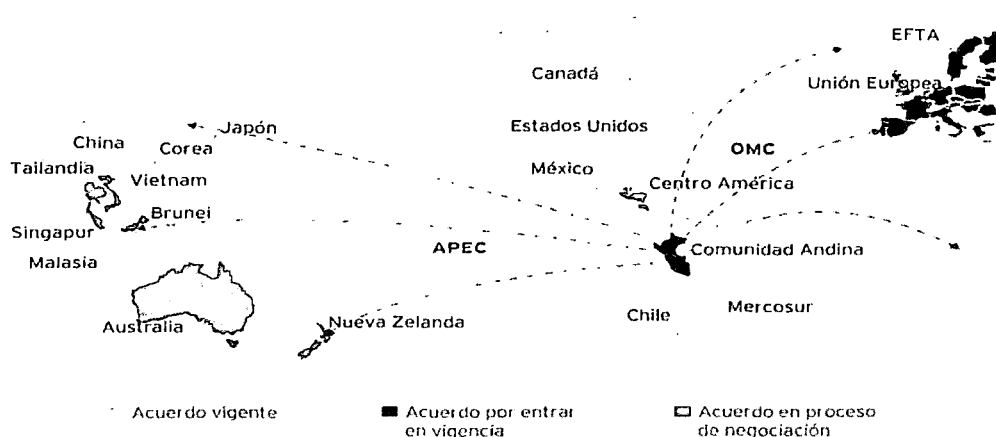 EFTA
Canadá
Unión Europea
Estados Unidos
Japón
China
Corea
OMC
Tailandia
México
Vietnam
Centro América
Brunei
Singapur
APEC
Comunidad Andina
Malasia
Mercosur
Chile
Nueva Zelanda
Australia
Acuerdo vigente
Acuerdo por entrar
en vigencia
Acuerdo en proceso
de negociación